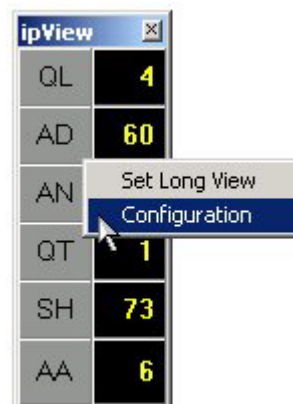 ipView
QL 4
AD 60
AN
Set Long View
Configuration
QT 1
SH 73
AA 6